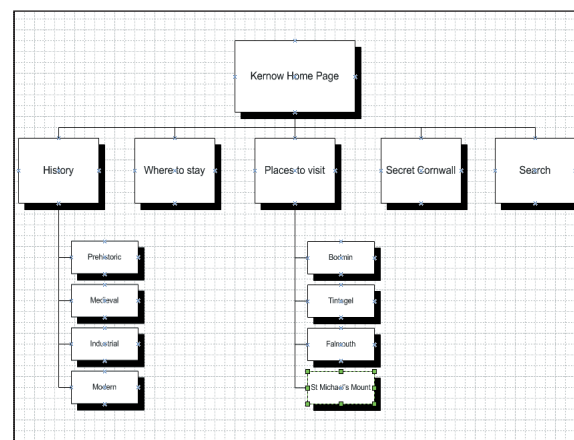 Kernow Home Page
History
Where to stay
Places to visit
Secret Cornwall
Search
Prehistoric
Medieval
Industrial
Modern
Bodmin
Tintagel
Falmouth
St Michael's Mount